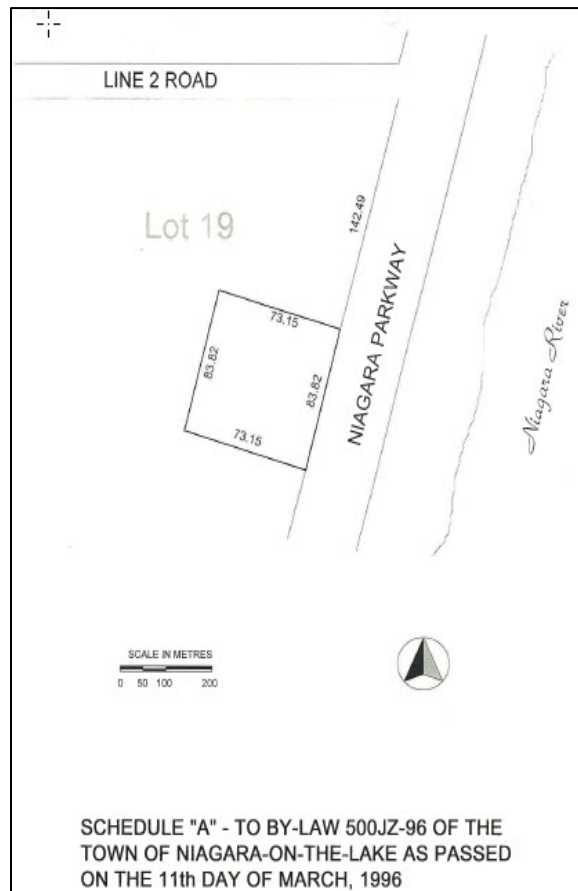 LINE 2 ROAD
Lot 19
142.49
73.15
83.82
83.82
73.15
NIAGARA PARKWAY
Niagara River
SCALE IN METRES
0 50 100 200
SCHEDULE "A" - TO BY-LAW 500JZ-96 OF THE
TOWN OF NIAGARA-ON-THE-LAKE AS PASSED
ON THE 11th DAY OF MARCH, 1996